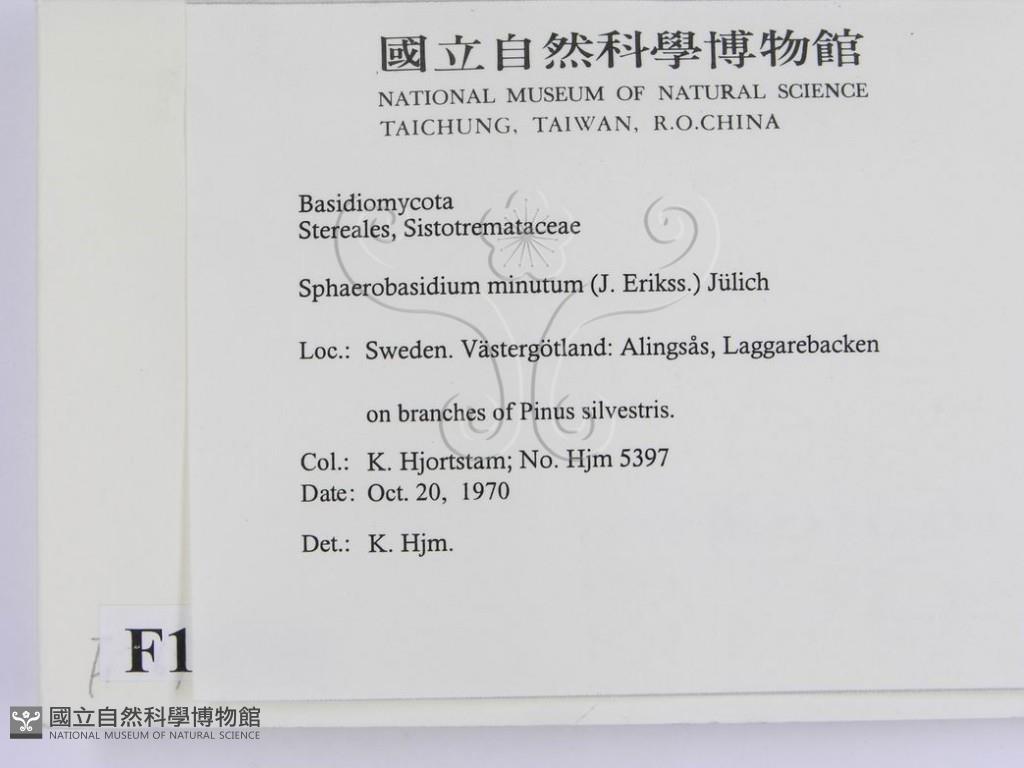 國立自然科學博物館
NATIONAL MUSEUM OF NATURAL SCIENCE
TAICHUNG, TAIWAN, R.O.CHINA
Basidiomycota
Stereales, Sistotremataceae
Sphaerobasidium minutum (J. Erikss.) Jülich
Loc.: Sweden. Västergötland: Alingsås, Laggarebacken
on branches of Pinus silvestris.
Col.: K. Hjortstam; No. Hjm 5397
Date: Oct. 20, 1970
Det.: K. Hjm.
F1
國立自然科學博物館
NATIONAL MUSEUM OF NATURAL SCIENCE